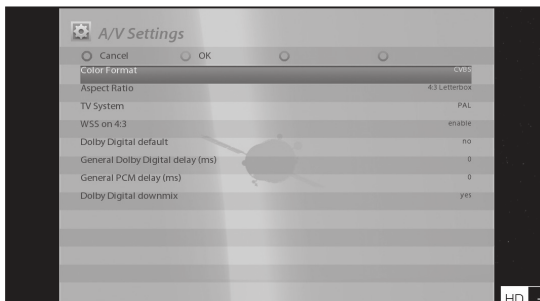 A/V Settings
Cancel OK
Color Format CVBS
Aspect Ratio 4:3 Letterbox
TV System PAL
WSS on 4:3 enable
Dolby Digital default no
General Dolby Digital delay (ms) 0
General PCM delay (ms) 0
Dolby Digital downmix yes
HD